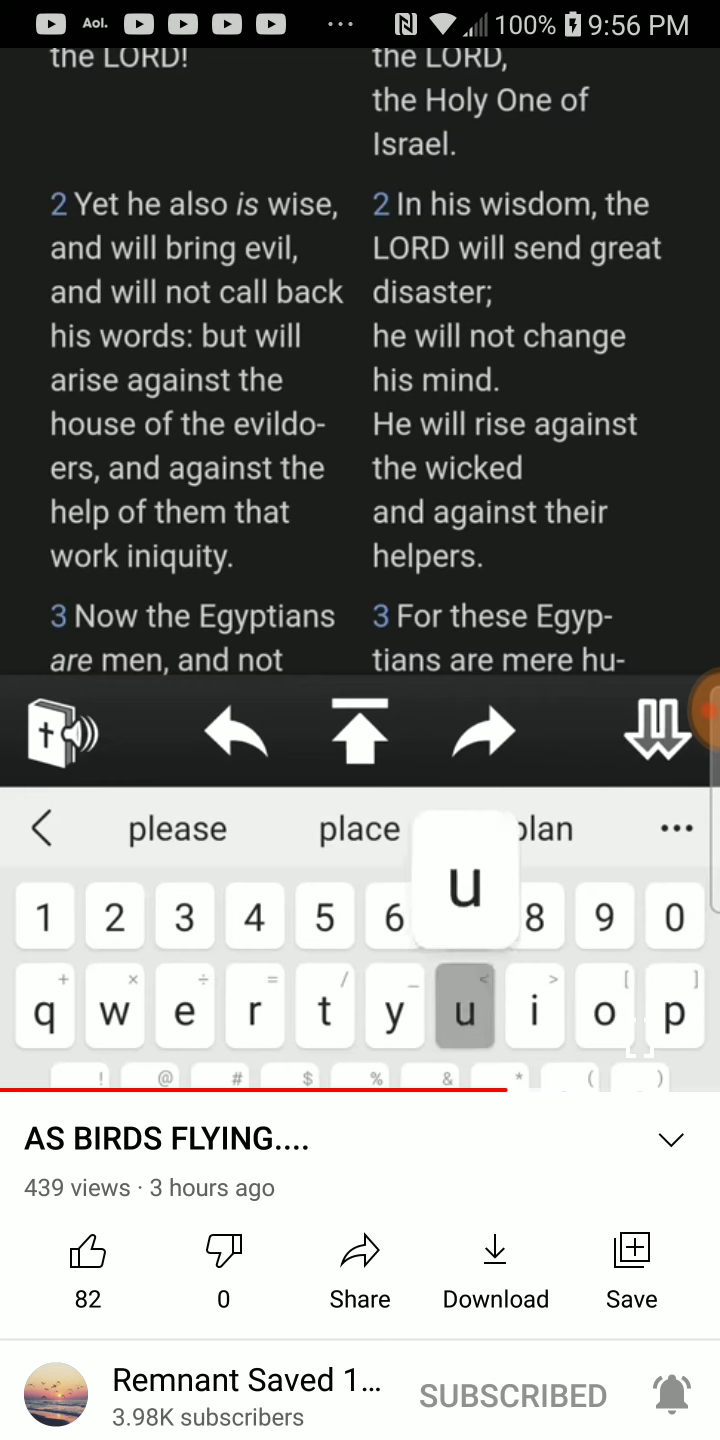 Aol. ... 100% 9:56 PM
the LORD!
2 Yet he also is wise,
and will bring evil,
and will not call back
his words: but will
arise against the
house of the evildo-
ers, and against the
help of them that
work iniquity.
3 Now the Egyptians
are men, and not
the LORD,
the Holy One of
Israel.
2 In his wisdom, the
LORD will send great
disaster;
he will not change
his mind.
He will rise against
the wicked
and against their
helpers.
3 For these Egyp-
tians are mere hu-
please place plan ...
u
1 2 3 4 5 6 8 9 0
+ × ÷ = / _ < > [ ]
q w e r t y u i o p
! @ # $ % & * ( )
AS BIRDS FLYING....
439 views · 3 hours ago
82 0 Share Download Save
Remnant Saved 1... SUBSCRIBED
3.98K subscribers